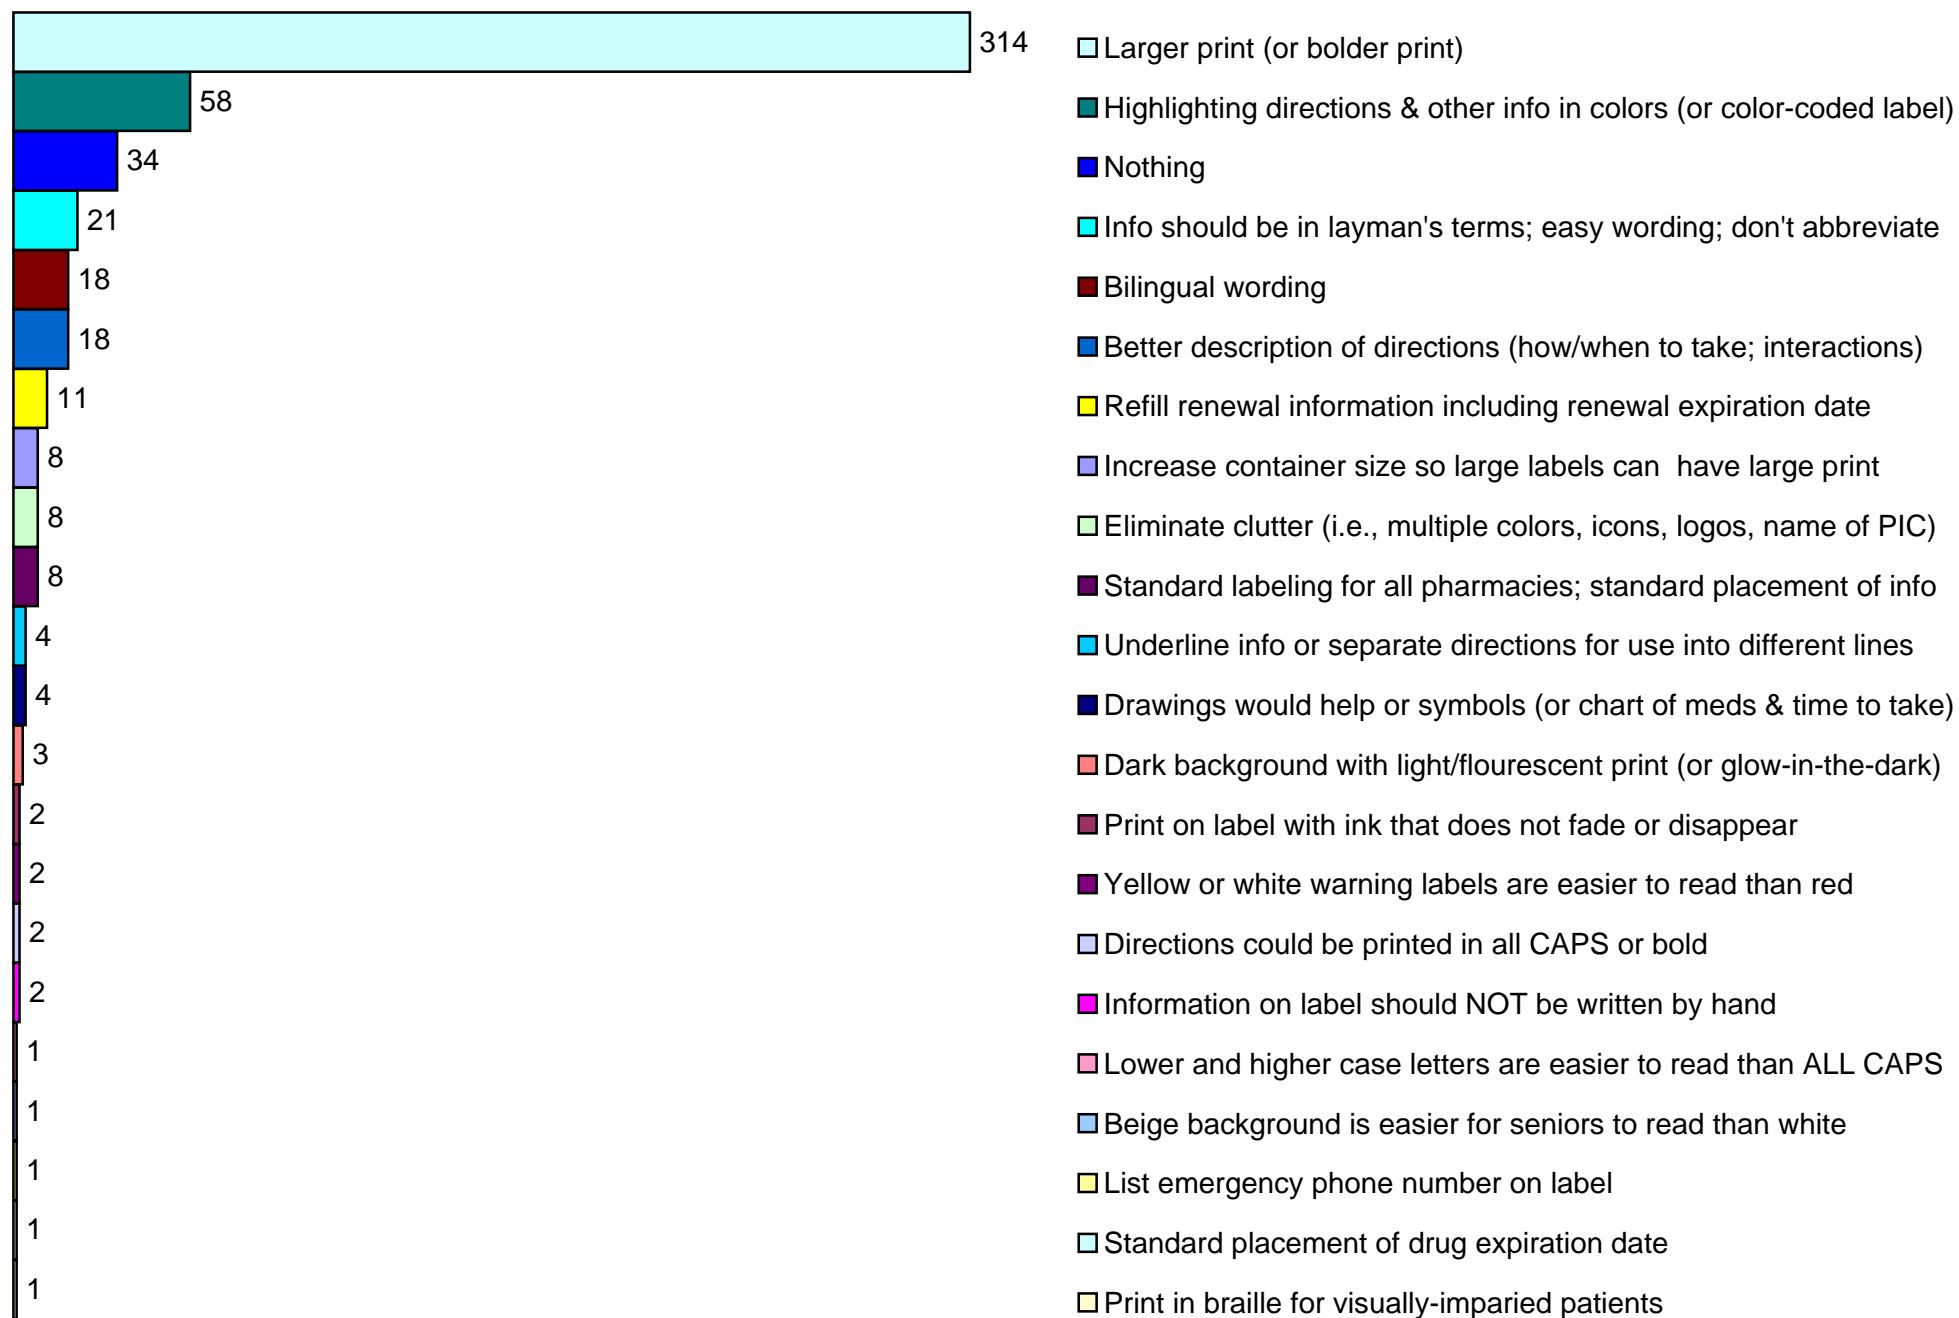 314
Larger print (or bolder print)
58
Highlighting directions & other info in colors (or color-coded label)
34
Nothing
21
Info should be in layman's terms; easy wording; don't abbreviate
18
Bilingual wording
18
Better description of directions (how/when to take; interactions)
11
Refill renewal information including renewal expiration date
8
Increase container size so large labels can  have large print
8
Eliminate clutter (i.e., multiple colors, icons, logos, name of PIC)
8
Standard labeling for all pharmacies; standard placement of info
4
Underline info or separate directions for use into different lines
4
Drawings would help or symbols (or chart of meds & time to take)
3
Dark background with light/flourescent print (or glow-in-the-dark)
2
Print on label with ink that does not fade or disappear
2
Yellow or white warning labels are easier to read than red
2
Directions could be printed in all CAPS or bold
2
Information on label should NOT be written by hand
1
Lower and higher case letters are easier to read than ALL CAPS
1
Beige background is easier for seniors to read than white
1
List emergency phone number on label
1
Standard placement of drug expiration date
1
Print in braille for visually-imparied patients